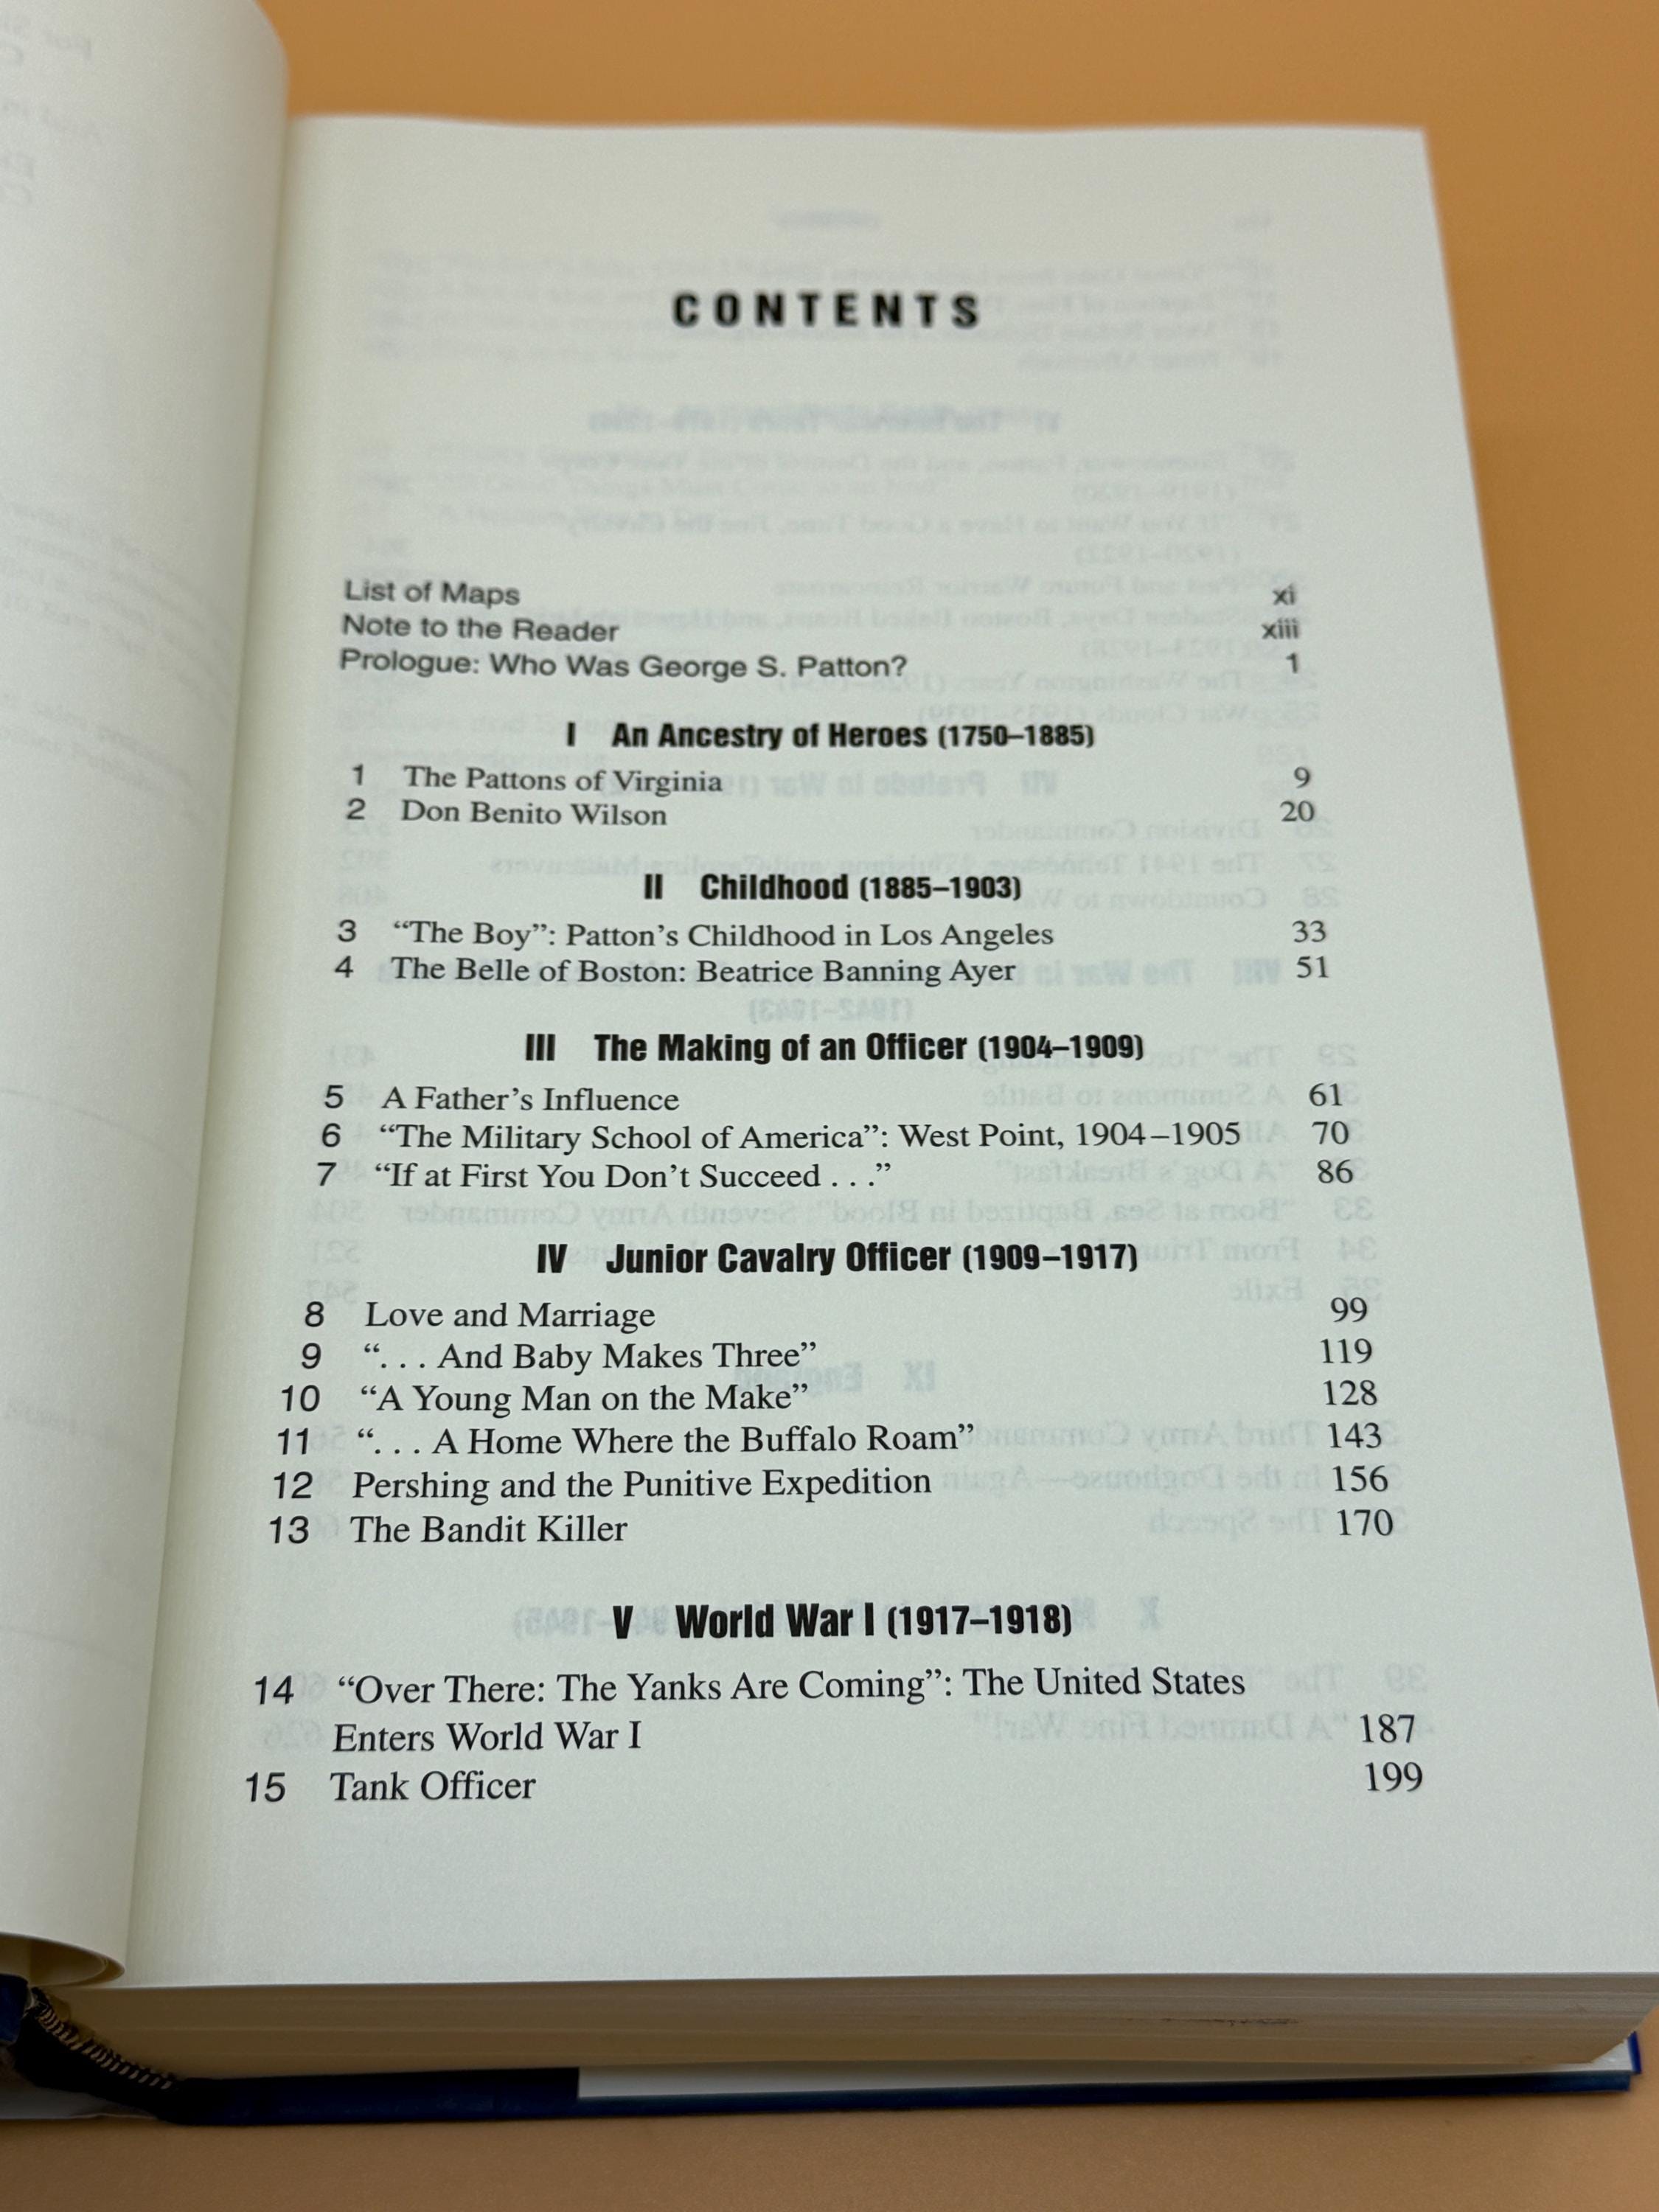 CONTENTS
List of Maps xi
Note to the Reader xiii
Prologue: Who Was George S. Patton? 1
I An Ancestry of Heroes (1750–1885)
1 The Pattons of Virginia 9
2 Don Benito Wilson 20
II Childhood (1885–1903)
3 “The Boy”: Patton’s Childhood in Los Angeles 33
4 The Belle of Boston: Beatrice Banning Ayer 51
III The Making of an Officer (1904–1909)
5 A Father’s Influence 61
6 “The Military School of America”: West Point, 1904–1905 70
7 “If at First You Don’t Succeed . . .” 86
IV Junior Cavalry Officer (1909–1917)
8 Love and Marriage 99
9 “. . . And Baby Makes Three” 119
10 “A Young Man on the Make” 128
11 “. . . A Home Where the Buffalo Roam” 143
12 Pershing and the Punitive Expedition 156
13 The Bandit Killer 170
V World War I (1917–1918)
14 “Over There: The Yanks Are Coming”: The United States
Enters World War I 187
15 Tank Officer 199